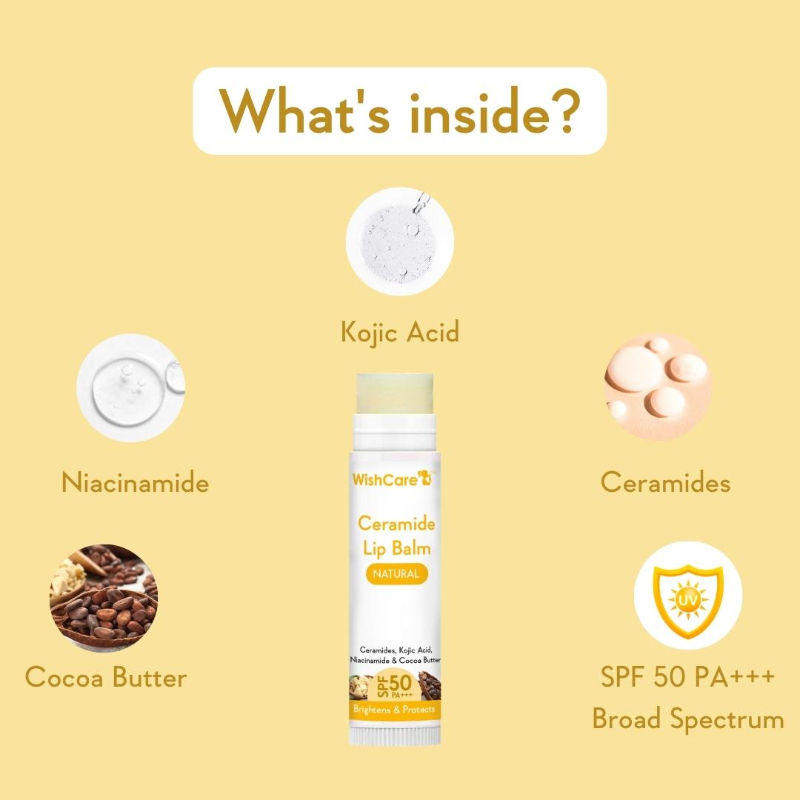 What's inside?
Kojic Acid
Niacinamide
Ceramides
Cocoa Butter
SPF 50 PA+++
Broad Spectrum
WishCare
Ceramide
Lip Balm
NATURAL
Ceramides, Kojic Acid,
Niacinamide & Cocoa Butter
SPF 50
PA+++
Brightens & Protects
UV